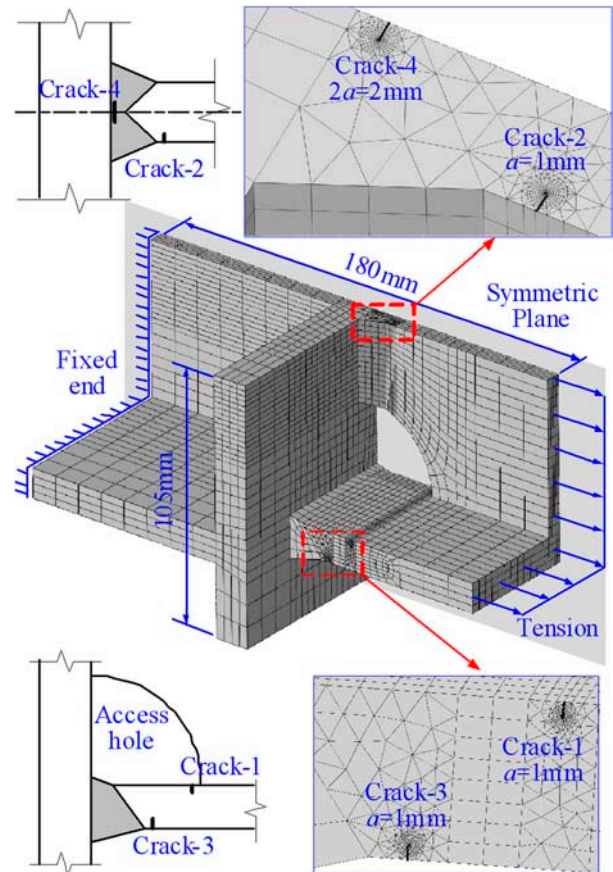 Crack-4
Crack-2
Crack-4
2a=2mm
Crack-2
a=1mm
180mm
Symmetric
Plane
Fixed
end
105mm
Tension
Access
hole
Crack-1
Crack-3
Crack-1
a=1mm
Crack-3
a=1mm